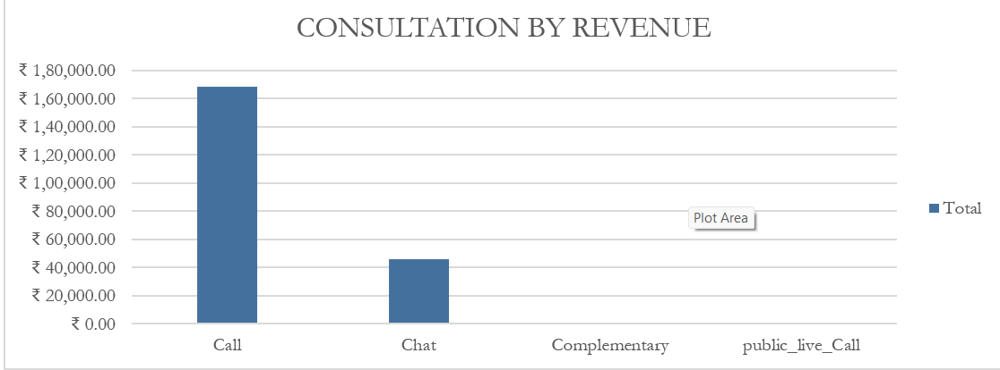 CONSULTATION BY REVENUE
₹ 1,80,000.00
₹ 1,60,000.00
₹ 1,40,000.00
₹ 1,20,000.00
₹ 1,00,000.00
₹ 80,000.00
₹ 60,000.00
₹ 40,000.00
₹ 20,000.00
₹ 0.00
Call Chat Complementary public_live_Call
Plot Area
Total